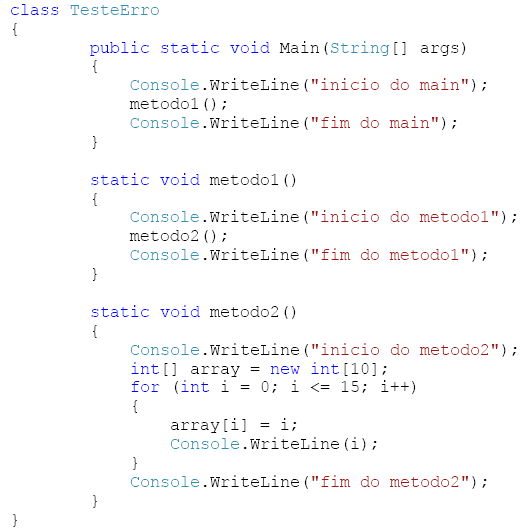 class TesteErro
{
        public static void Main(String[] args)
        {
            Console.WriteLine("inicio do main");
            metodo1();
            Console.WriteLine("fim do main");
        }

        static void metodo1()
        {
            Console.WriteLine("inicio do metodo1");
            metodo2();
            Console.WriteLine("fim do metodo1");
        }

        static void metodo2()
        {
            Console.WriteLine("inicio do metodo2");
            int[] array = new int[10];
            for (int i = 0; i <= 15; i++)
            {
                array[i] = i;
                Console.WriteLine(i);
            }
            Console.WriteLine("fim do metodo2");
        }
}